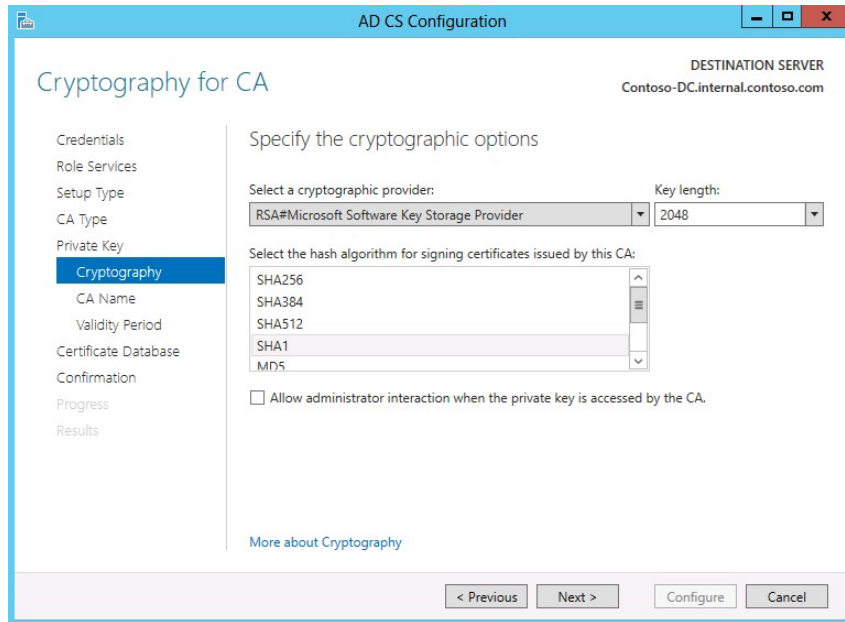 AD CS Configuration
Cryptography for CA
DESTINATION SERVER
Contoso-DC.internal.contoso.com
Credentials
Role Services
Setup Type
CA Type
Private Key
Cryptography
CA Name
Validity Period
Certificate Database
Confirmation
Progress
Results
Specify the cryptographic options
Select a cryptographic provider:
Key length:
RSA#Microsoft Software Key Storage Provider
2048
Select the hash algorithm for signing certificates issued by this CA:
SHA256
SHA384
SHA512
SHA1
MD5
Allow administrator interaction when the private key is accessed by the CA.
More about Cryptography
< Previous
Next >
Configure
Cancel